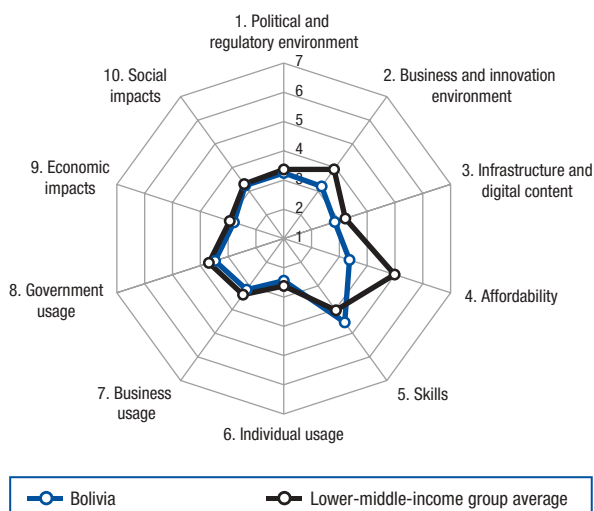 1. Political and
regulatory environment
2. Business and innovation
environment
3. Infrastructure and
digital content
4. Affordability
5. Skills
6. Individual usage
7. Business
usage
8. Government
usage
9. Economic
impacts
10. Social
impacts
7
6
5
4
3
2
1
Bolivia
Lower-middle-income group average